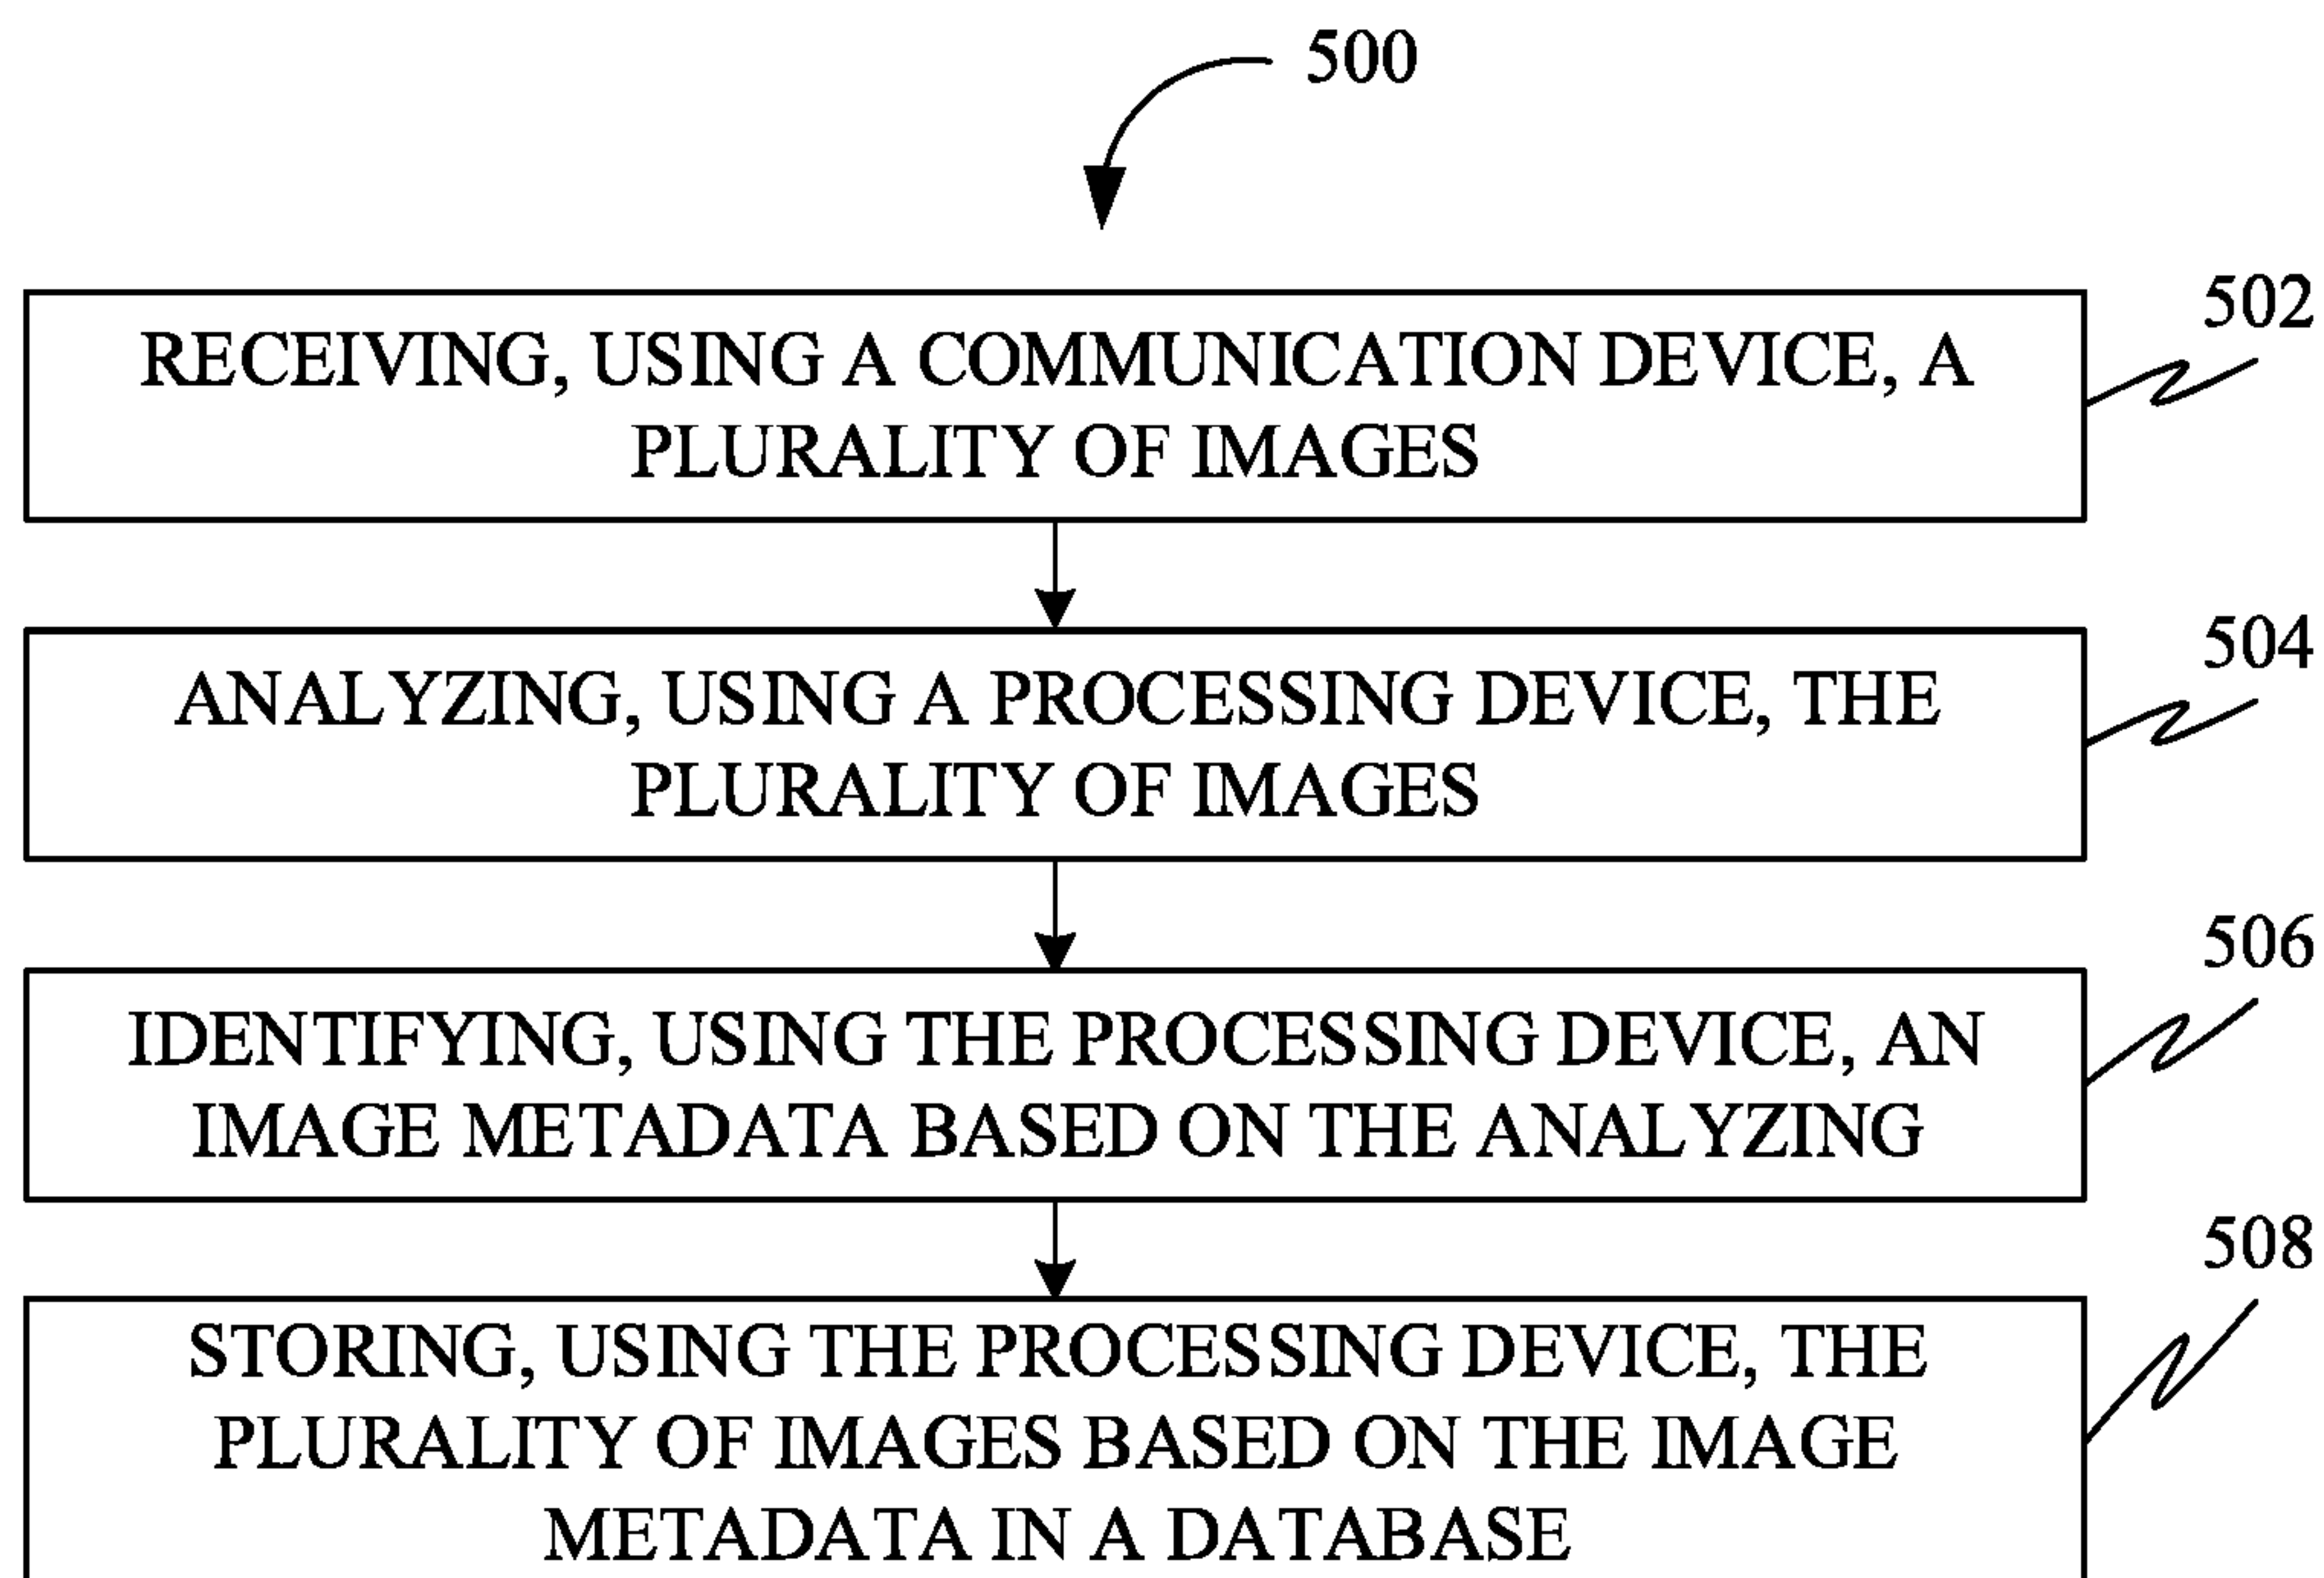 500
502
RECEIVING, USING A COMMUNICATION DEVICE, A
PLURALITY OF IMAGES
504
ANALYZING, USING A PROCESSING DEVICE, THE
PLURALITY OF IMAGES
506
IDENTIFYING, USING THE PROCESSING DEVICE, AN
IMAGE METADATA BASED ON THE ANALYZING
508
STORING, USING THE PROCESSING DEVICE, THE
PLURALITY OF IMAGES BASED ON THE IMAGE
METADATA IN A DATABASE